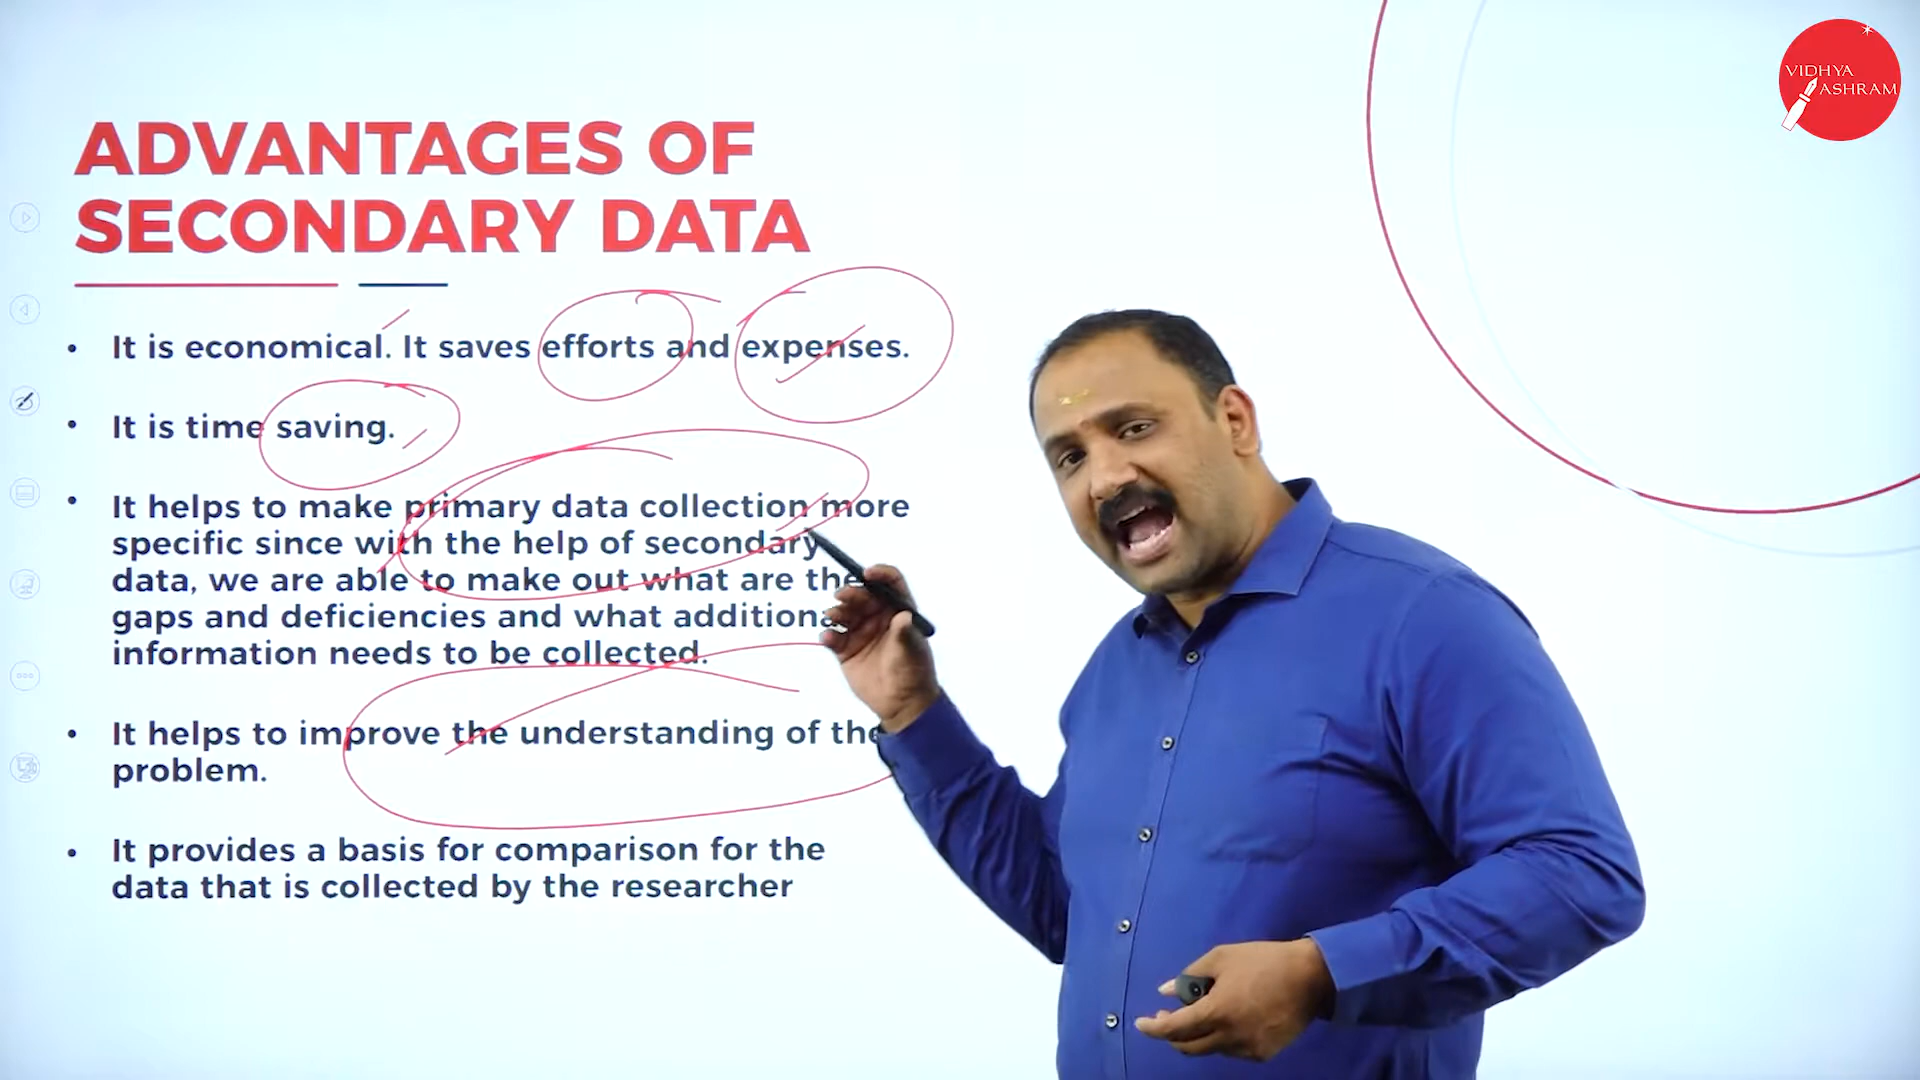 VIDHYA
ASHRAM
ADVANTAGES OF
SECONDARY DATA
• It is economical. It saves efforts and expenses.
• It is time saving.
• It helps to make primary data collection more
specific since with the help of secondary
data, we are able to make out what are the
gaps and deficiencies and what additional
information needs to be collected.
• It helps to improve the understanding of the
problem.
• It provides a basis for comparison for the
data that is collected by the researcher